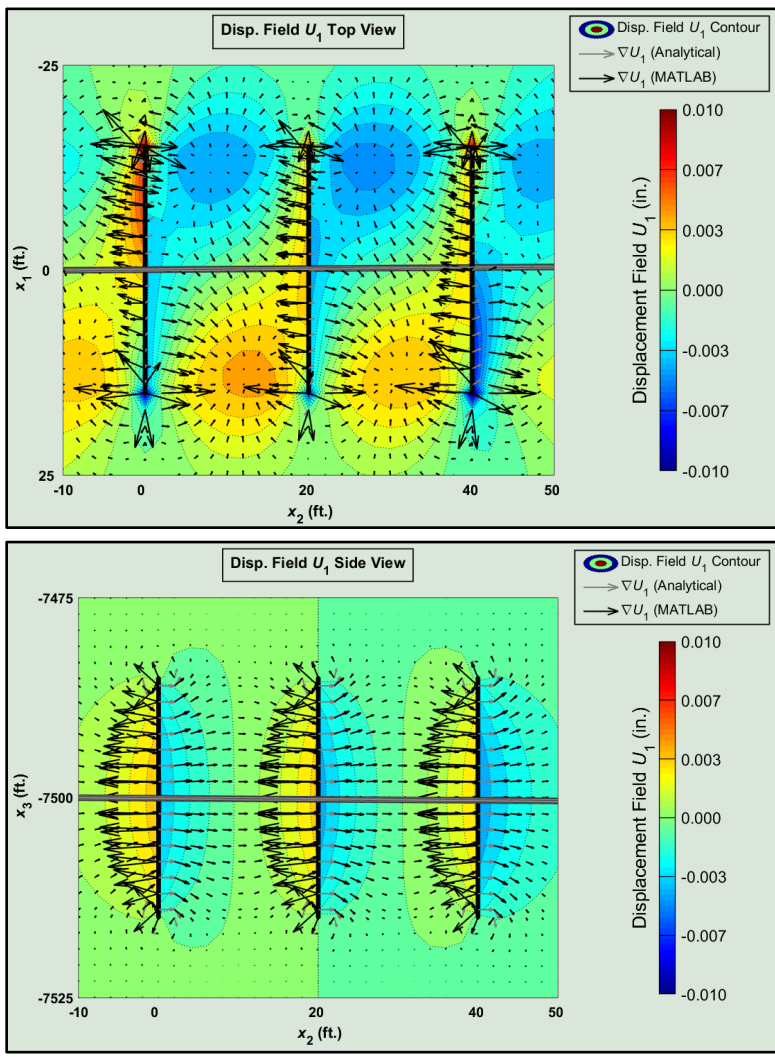 Disp. Field U1 Top View
Disp. Field U1 Contour
∇U1 (Analytical)
∇U1 (MATLAB)
-25
0
25
x1 (ft.)
-10
0
20
40
50
x2 (ft.)
0.010
0.007
0.003
0.000
-0.003
-0.007
-0.010
Displacement Field U1 (in.)
Disp. Field U1 Side View
Disp. Field U1 Contour
∇U1 (Analytical)
∇U1 (MATLAB)
-7475
-7500
-7525
x3 (ft.)
-10
0
20
40
50
x2 (ft.)
0.010
0.007
0.003
0.000
-0.003
-0.007
-0.010
Displacement Field U1 (in.)